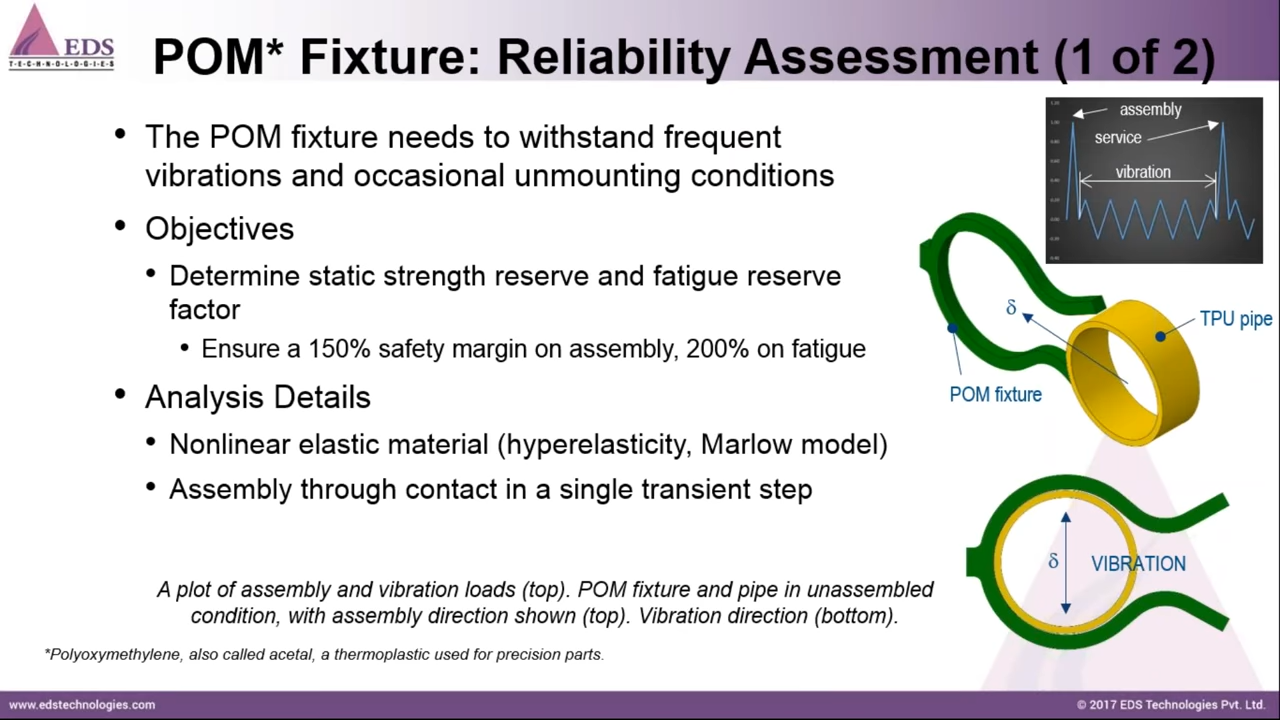 EDS
T·E·C·H·N·O·L·O·G·I·E·S
POM* Fixture: Reliability Assessment (1 of 2)
• The POM fixture needs to withstand frequent
vibrations and occasional unmounting conditions
• Objectives
• Determine static strength reserve and fatigue reserve
factor
• Ensure a 150% safety margin on assembly, 200% on fatigue
• Analysis Details
• Nonlinear elastic material (hyperelasticity, Marlow model)
• Assembly through contact in a single transient step
assembly
service
vibration
δ
TPU pipe
POM fixture
δ
VIBRATION
A plot of assembly and vibration loads (top). POM fixture and pipe in unassembled
condition, with assembly direction shown (top). Vibration direction (bottom).
*Polyoxymethylene, also called acetal, a thermoplastic used for precision parts.
www.edstechnologies.com
© 2017 EDS Technologies Pvt. Ltd.